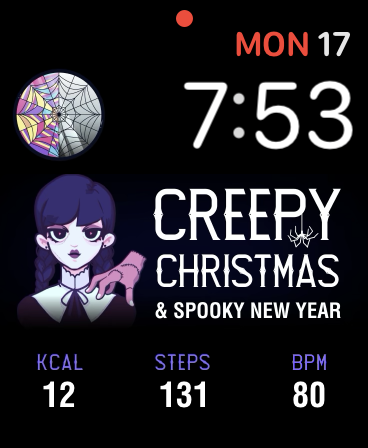 MON 17
7:53
CREEPY
CHRISTMAS
& SPOOKY NEW YEAR
KCAL STEPS BPM
12 131 80